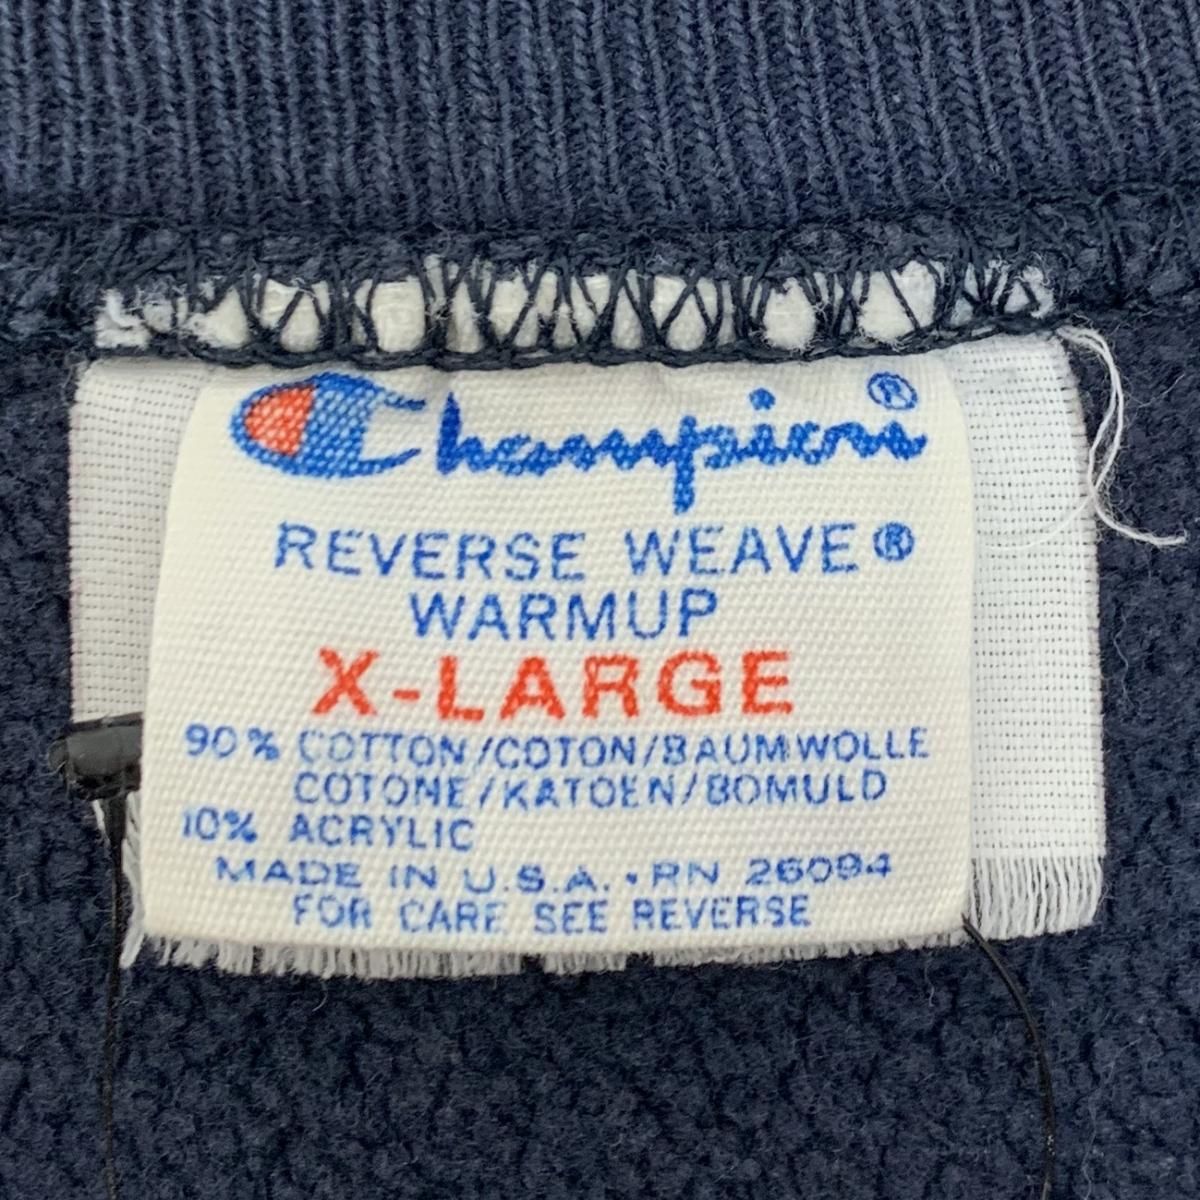 Champion®
REVERSE WEAVE®
WARMUP
X-LARGE
90% COTTON/COTON/BAUMWOLLE
COTONE/KATOEN/BOMULD
10% ACRYLIC
MADE IN U.S.A. • RN 26094
FOR CARE SEE REVERSE